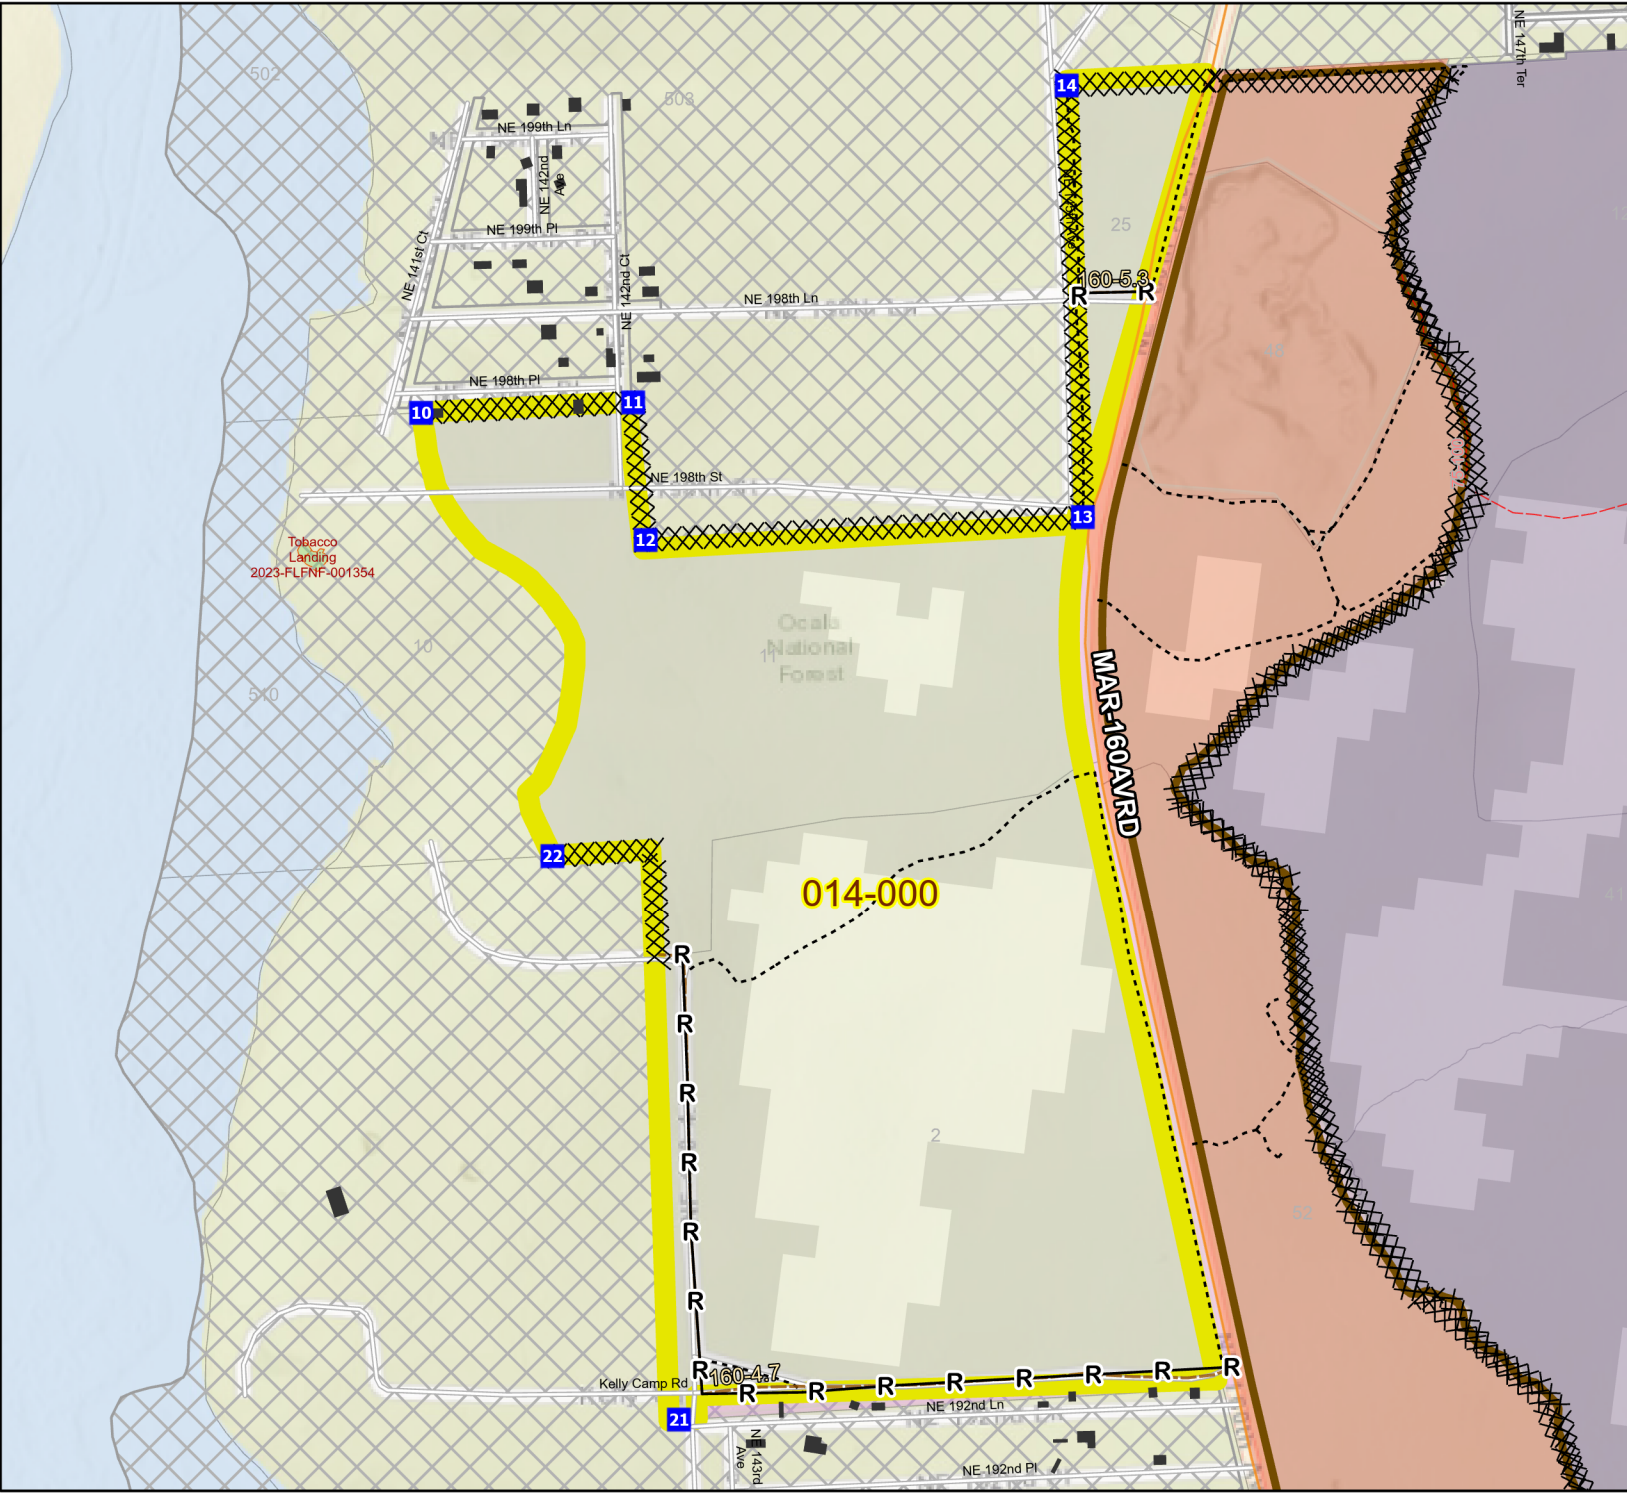 NE 147th Ter
502
503
14
NE 199th Ln
NE 142nd
Ave
NE 199th Pl
25
NE 141st Ct
NE 142nd Ct
160-5.3
R
R
NE 198th Ln
48
NE 198th Pl
10
11
NE 198th St
12
13
Tobacco
Landing
2023-FLFNF-001354
Ocala
National
Forest
11
10
510
MAR-160AVRD
22
014-000
41
R
R
R
2
R
R
52
R
R
R
160-4.7
R
R
R
R
R
R
R
R
Kelly Camp Rd
NE 192nd Ln
21
NE 143rd
Ave
NE 192nd Pl